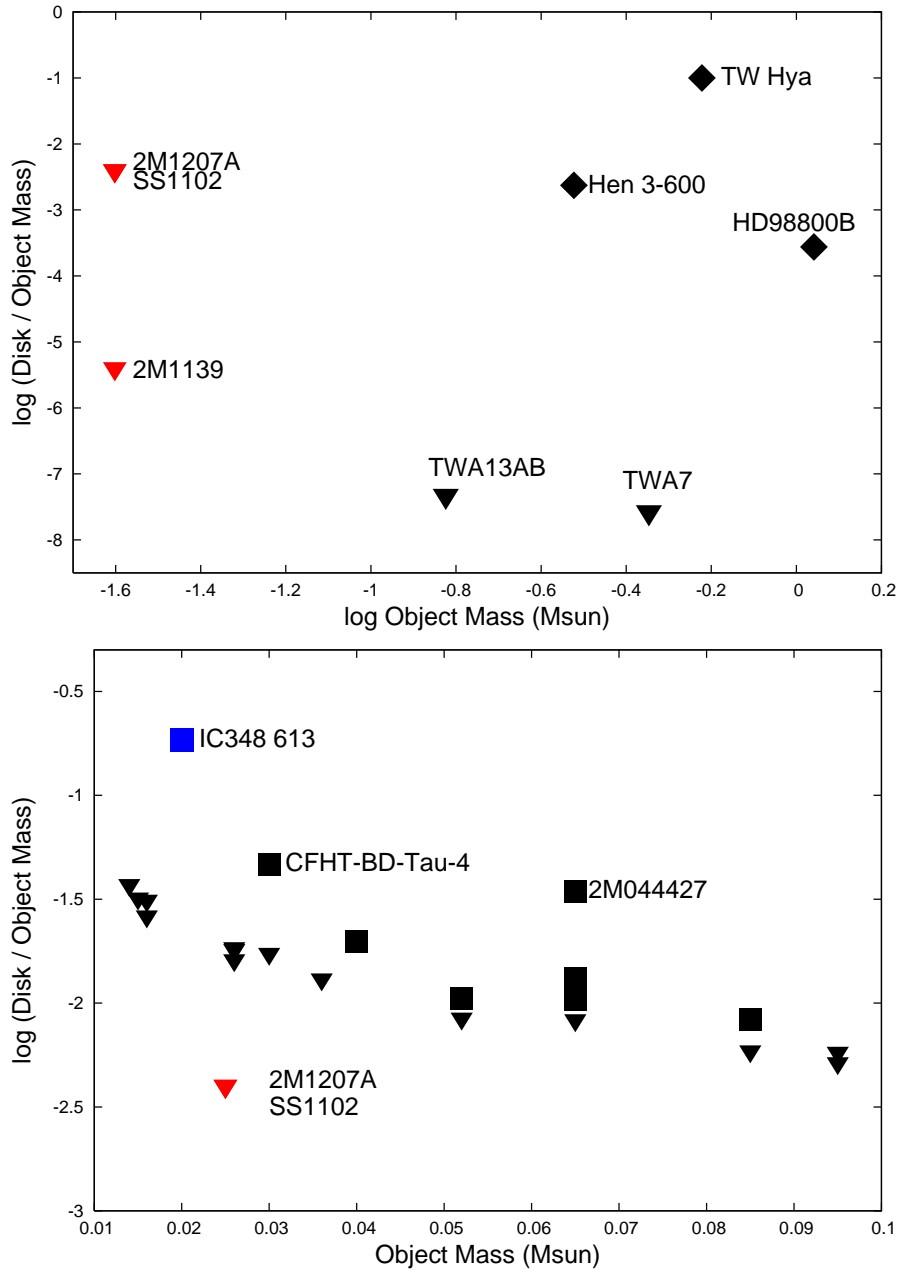 0
-1
-2
-3
-4
-5
-6
-7
-8
log (Disk / Object Mass)
TW Hya
2M1207A
SS1102
Hen 3-600
HD98800B
2M1139
TWA13AB
TWA7
-1.6 -1.4 -1.2 -1 -0.8 -0.6 -0.4 -0.2 0 0.2
log Object Mass (Msun)
-0.5
-1
-1.5
-2
-2.5
-3
log (Disk / Object Mass)
IC348 613
CFHT-BD-Tau-4
2M044427
2M1207A
SS1102
0.01 0.02 0.03 0.04 0.05 0.06 0.07 0.08 0.09 0.1
Object Mass (Msun)